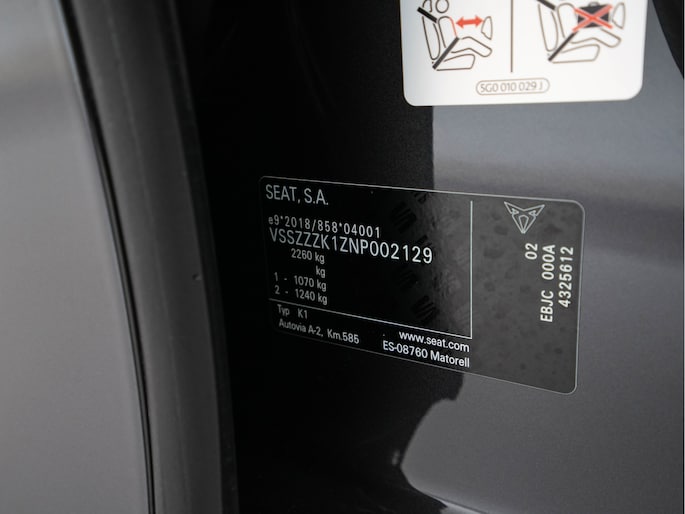 5G0 010 029 J
SEAT, S.A.
e9*2018/858*04001
VSSZZZK1ZNP002129
2260 kg
kg
1 - 1070 kg
2 - 1240 kg
Typ K1
Autovia A-2, Km.585
www.seat.com
ES-08760 Matorell
02
EBJC 000A
4325612